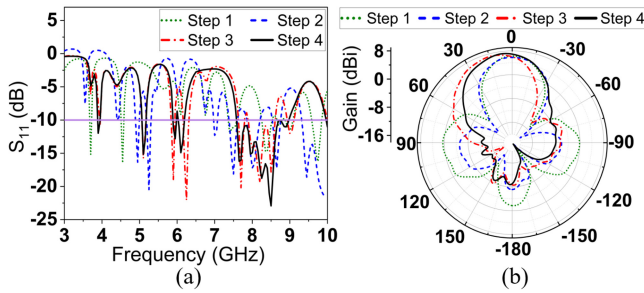 (a)
Step 1 Step 2
Step 3 Step 4
S11 (dB)
5
0
-5
-10
-15
-20
-25
3 4 5 6 7 8 9 10
Frequency (GHz)
(a)
Step 1 Step 2 Step 3 Step 4
(b)
Gain (dBi)
8
0
-8
-16
0
30 -30
60 -60
90 -90
120 -120
150 -150
-180
(b)